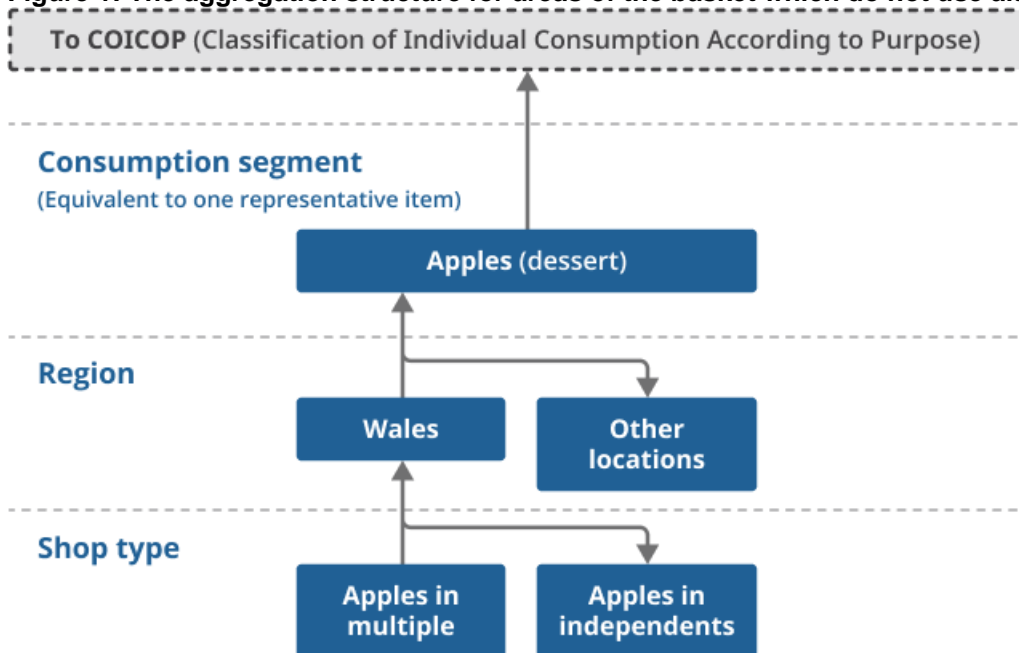 To COICOP (Classification of Individual Consumption According to Purpose)
Consumption segment
(Equivalent to one representative item)
Apples (dessert)
Region
Wales
Other
locations
Shop type
Apples in
multiple
Apples in
independents